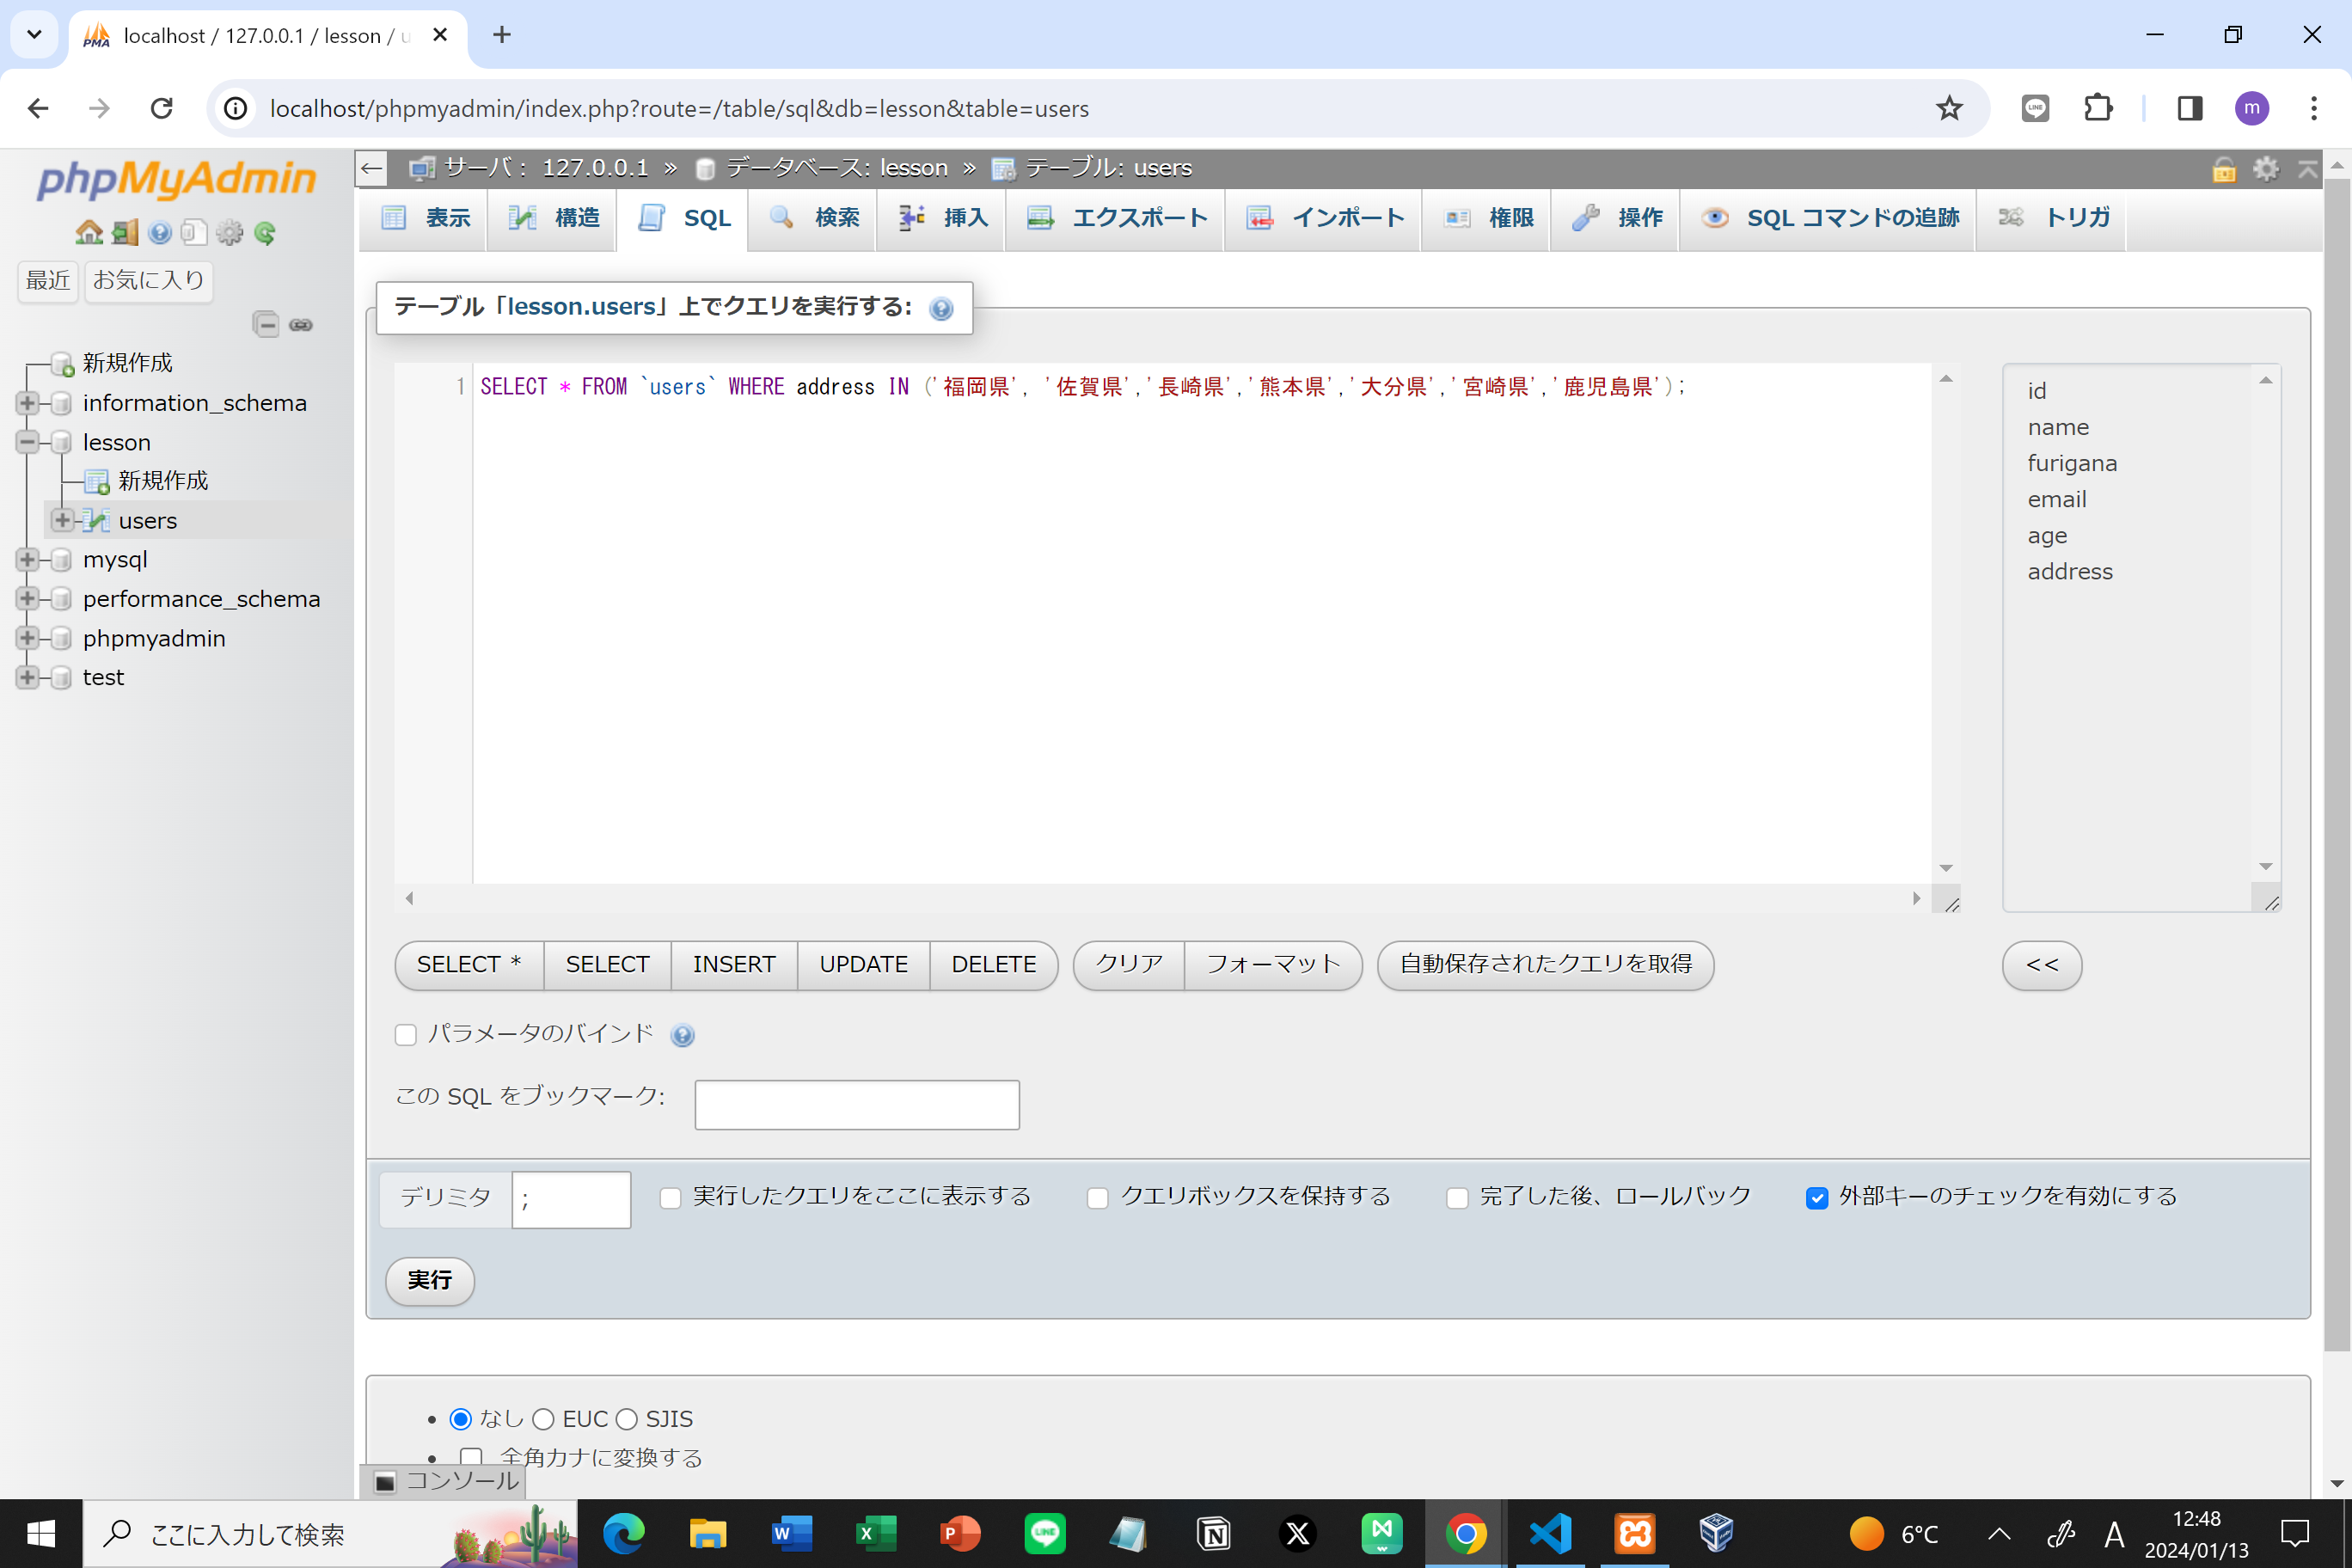 localhost / 127.0.0.1 / lesson / u
localhost/phpmyadmin/index.php?route=/table/sql&db=lesson&table=users
m
phpMyAdmin
最近 お気に入り
新規作成
information_schema
lesson
新規作成
users
mysql
performance_schema
phpmyadmin
test
サーバ： 127.0.0.1 » データベース: lesson » テーブル: users
表示 構造 SQL 検索 挿入 エクスポート インポート 権限 操作 SQL コマンドの追跡 トリガ
テーブル「lesson.users」上でクエリを実行する:
1 SELECT * FROM `users` WHERE address IN ('福岡県', '佐賀県','長崎県','熊本県','大分県','宮崎県','鹿児島県');
id
name
furigana
email
age
address
SELECT * SELECT INSERT UPDATE DELETE クリア フォーマット 自動保存されたクエリを取得 <<
パラメータのバインド
この SQL をブックマーク:
デリミタ ; 実行したクエリをここに表示する クエリボックスを保持する 完了した後、ロールバック 外部キーのチェックを有効にする
実行
なし EUC SJIS
全角カナに変換する
コンソール
ここに入力して検索
6°C
A
12:48
2024/01/13